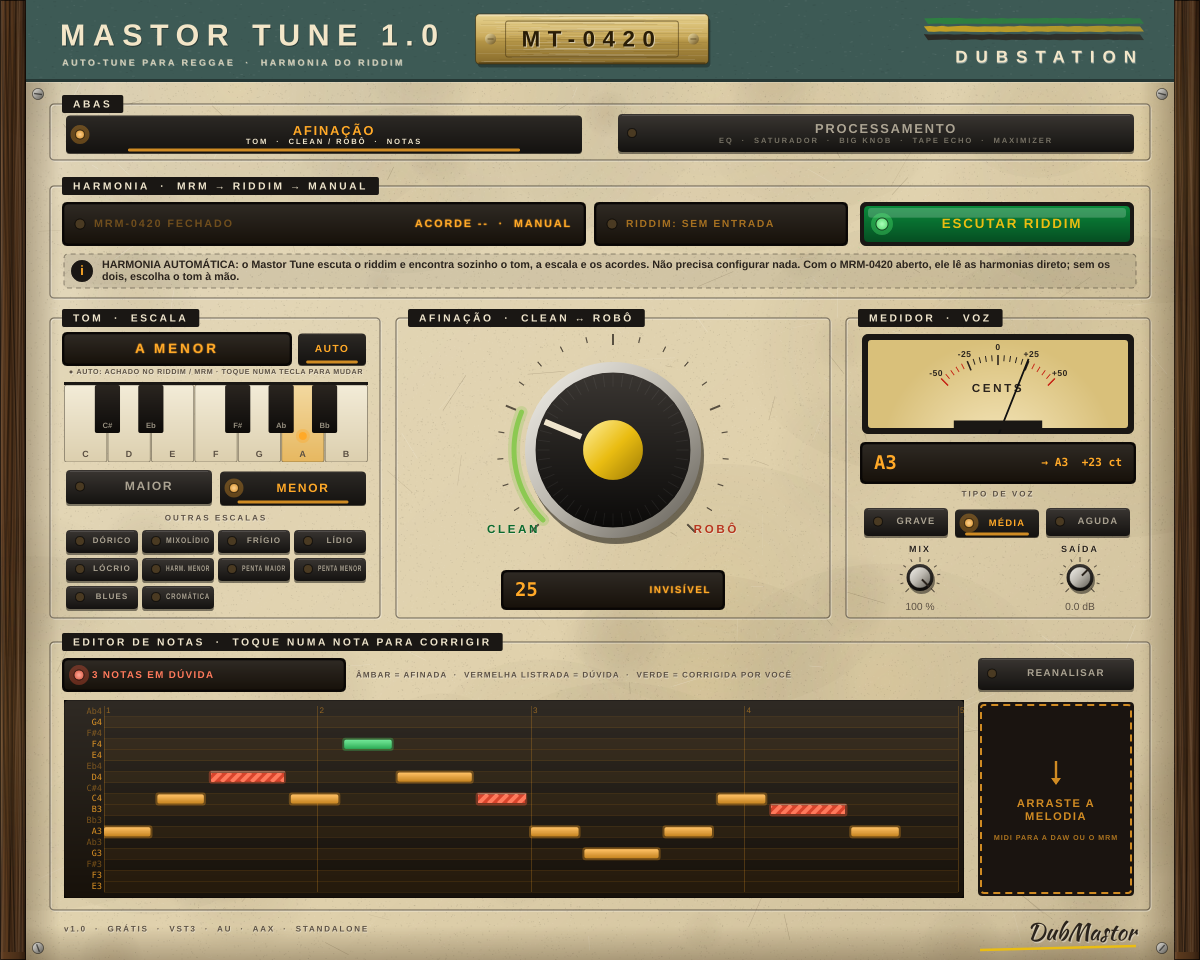 MASTOR TUNE 1.0
AUTO-TUNE PARA REGGAE · HARMONIA DO RIDDIM
MT-0420
DUBSTATION
ABAS
AFINAÇÃO
TOM · CLEAN / ROBÔ · NOTAS
PROCESSAMENTO
EQ · SATURADOR · BIG KNOB · TAPE ECHO · MAXIMIZER
HARMONIA · MRM → RIDDIM → MANUAL
MRM-0420 FECHADO
ACORDE -- · MANUAL
RIDDIM: SEM ENTRADA
ESCUTAR RIDDIM
i
HARMONIA AUTOMÁTICA: o Mastor Tune escuta o riddim e encontra sozinho o tom, a escala e os acordes. Não precisa configurar nada. Com o MRM-0420 aberto, ele lê as harmonias direto; sem os
dois, escolha o tom à mão.
TOM · ESCALA
A MENOR
AUTO
● AUTO: ACHADO NO RIDDIM / MRM · TOQUE NUMA TECLA PARA MUDAR
C# Eb F# Ab Bb
C D E F G A B
MAIOR
MENOR
OUTRAS ESCALAS
DÓRICO MIXOLÍDIO FRÍGIO LÍDIO
LÓCRIO HARM. MENOR PENTA MAIOR PENTA MENOR
BLUES CROMÁTICA
AFINAÇÃO · CLEAN ↔ ROBÔ
CLEAN
ROBÔ
25
INVISÍVEL
MEDIDOR · VOZ
-50 -25 0 +25 +50
CENTS
A3
→ A3 +23 ct
TIPO DE VOZ
GRAVE MÉDIA AGUDA
MIX
SAÍDA
100 %
0.0 dB
EDITOR DE NOTAS · TOQUE NUMA NOTA PARA CORRIGIR
3 NOTAS EM DÚVIDA
ÂMBAR = AFINADA · VERMELHA LISTRADA = DÚVIDA · VERDE = CORRIGIDA POR VOCÊ
REANALISAR
1 2 3 4 5
Ab4
G4
F#4
F4
E4
Eb4
D4
C#4
C4
B3
Bb3
A3
Ab3
G3
F#3
F3
E3
ARRASTE A
MELODIA
MIDI PARA A DAW OU O MRM
v1.0 · GRÁTIS · VST3 · AU · AAX · STANDALONE
DubMastor